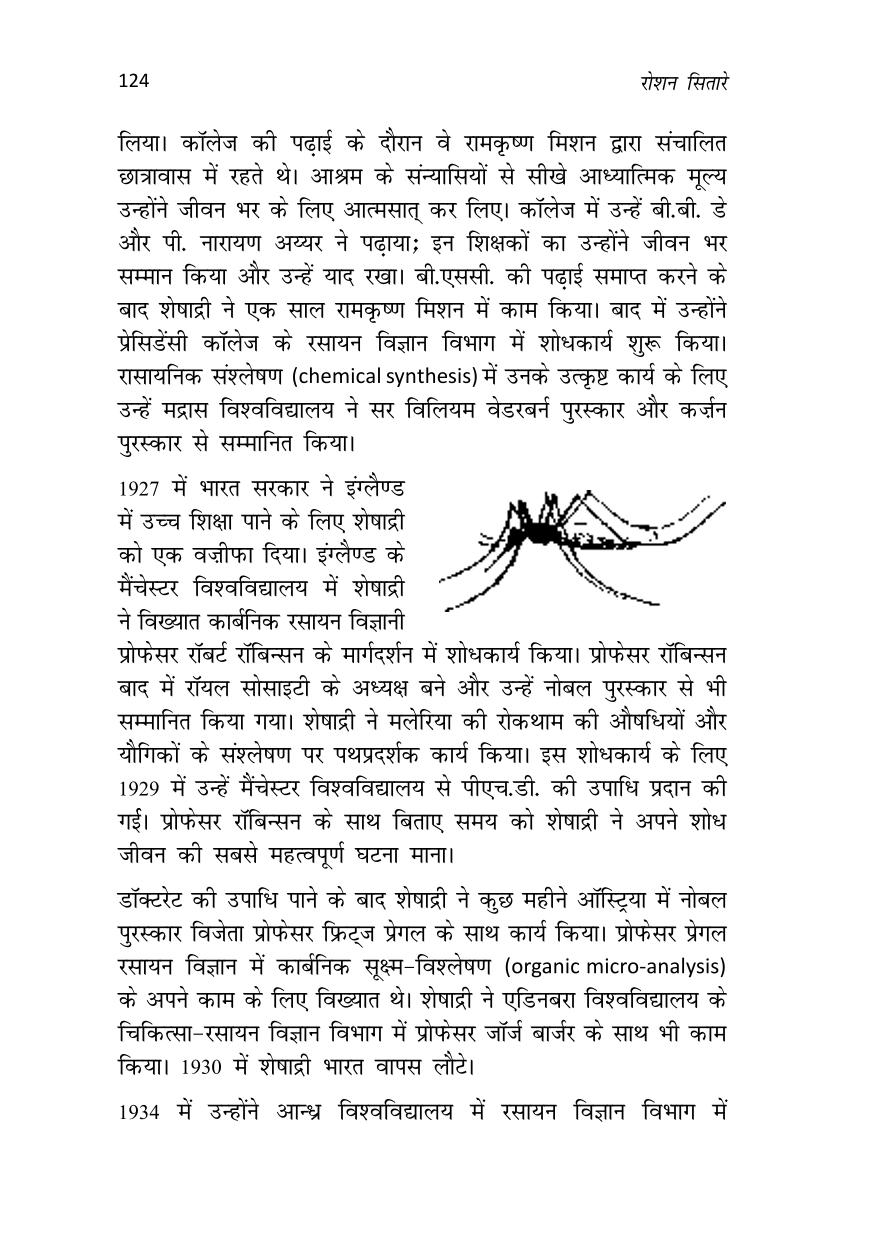 124 रोशन सितारे
लिया। कॉलेज की पढ़ाई के दौरान वे रामकृष्ण मिशन द्वारा संचालित
छात्रावास में रहते थे। आश्रम के संन्यासियों से सीखे आध्यात्मिक मूल्य
उन्होंने जीवन भर के लिए आत्मसात् कर लिए। कॉलेज में उन्हें बी.बी. डे
और पी. नारायण अय्यर ने पढ़ाया; इन शिक्षकों का उन्होंने जीवन भर
सम्मान किया और उन्हें याद रखा। बी.एससी. की पढ़ाई समाप्त करने के
बाद शेषाद्री ने एक साल रामकृष्ण मिशन में काम किया। बाद में उन्होंने
प्रेसिडेंसी कॉलेज के रसायन विज्ञान विभाग में शोधकार्य शुरू किया।
रासायनिक संश्लेषण (chemical synthesis) में उनके उत्कृष्ट कार्य के लिए
उन्हें मद्रास विश्वविद्यालय ने सर विलियम वेडरबर्न पुरस्कार और कर्ज़न
पुरस्कार से सम्मानित किया।
1927 में भारत सरकार ने इंग्लैण्ड
में उच्च शिक्षा पाने के लिए शेषाद्री
को एक वज़ीफा दिया। इंग्लैण्ड के
मैंचेस्टर विश्वविद्यालय में शेषाद्री
ने विख्यात कार्बनिक रसायन विज्ञानी
प्रोफेसर रॉबर्ट रॉबिन्सन के मार्गदर्शन में शोधकार्य किया। प्रोफेसर रॉबिन्सन
बाद में रॉयल सोसाइटी के अध्यक्ष बने और उन्हें नोबल पुरस्कार से भी
सम्मानित किया गया। शेषाद्री ने मलेरिया की रोकथाम की औषधियों और
यौगिकों के संश्लेषण पर पथप्रदर्शक कार्य किया। इस शोधकार्य के लिए
1929 में उन्हें मैंचेस्टर विश्वविद्यालय से पीएच.डी. की उपाधि प्रदान की
गई। प्रोफेसर रॉबिन्सन के साथ बिताए समय को शेषाद्री ने अपने शोध
जीवन की सबसे महत्वपूर्ण घटना माना।
डॉक्टरेट की उपाधि पाने के बाद शेषाद्री ने कुछ महीने ऑस्ट्रिया में नोबल
पुरस्कार विजेता प्रोफेसर फ्रिट्ज प्रेगल के साथ कार्य किया। प्रोफेसर प्रेगल
रसायन विज्ञान में कार्बनिक सूक्ष्म-विश्लेषण (organic micro-analysis)
के अपने काम के लिए विख्यात थे। शेषाद्री ने एडिनबरा विश्वविद्यालय के
चिकित्सा-रसायन विज्ञान विभाग में प्रोफेसर जॉर्ज बार्जर के साथ भी काम
किया। 1930 में शेषाद्री भारत वापस लौटे।
1934 में उन्होंने आन्ध्र विश्वविद्यालय में रसायन विज्ञान विभाग में